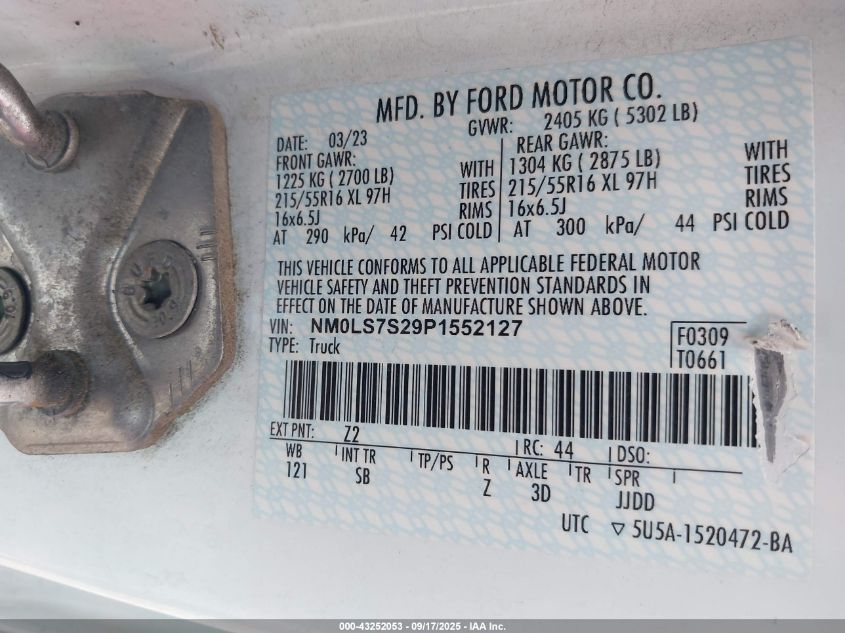 MFD. BY FORD MOTOR CO.
DATE: 03/23 GVWR: 2405 KG ( 5302 LB)
FRONT GAWR: REAR GAWR:
1225 KG ( 2700 LB) WITH 1304 KG ( 2875 LB) WITH
215/55R16 XL 97H TIRES 215/55R16 XL 97H TIRES
16x6.5J RIMS 16x6.5J RIMS
AT 290 kPa/ 42 PSI COLD AT 300 kPa/ 44 PSI COLD
THIS VEHICLE CONFORMS TO ALL APPLICABLE FEDERAL MOTOR
VEHICLE SAFETY AND THEFT PREVENTION STANDARDS IN
EFFECT ON THE DATE OF MANUFACTURE SHOWN ABOVE.
VIN: NM0LS7S29P1552127 F0309
TYPE: Truck T0661
EXT PNT: Z2 RC: 44 DSO:
WB INT TR TP/PS R AXLE TR SPR
121 SB Z 3D JJDD
UTC ▽ 5U5A-1520472-BA
000-43252053 - 09/17/2025 - IAA Inc.